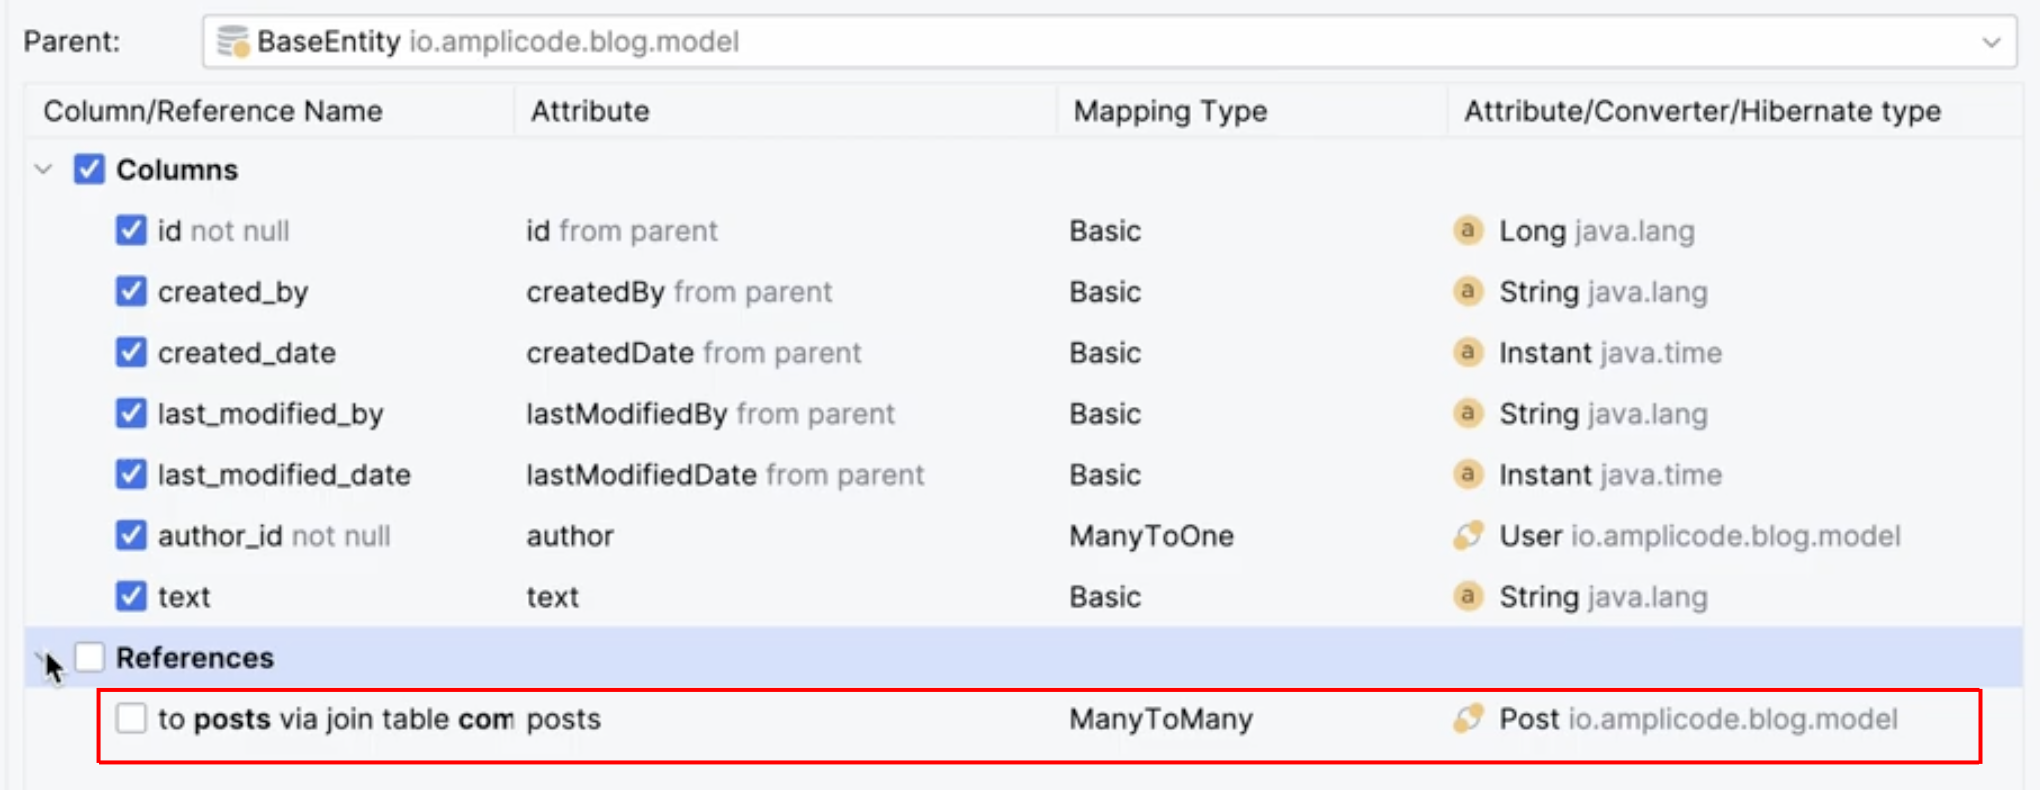 Parent: BaseEntity io.amplicode.blog.model
Column/Reference Name Attribute Mapping Type Attribute/Converter/Hibernate type
Columns
id not null id from parent Basic a Long java.lang
created_by createdBy from parent Basic a String java.lang
created_date createdDate from parent Basic a Instant java.time
last_modified_by lastModifiedBy from parent Basic a String java.lang
last_modified_date lastModifiedDate from parent Basic a Instant java.time
author_id not null author ManyToOne User io.amplicode.blog.model
text text Basic a String java.lang
References
to posts via join table com posts ManyToMany Post io.amplicode.blog.model